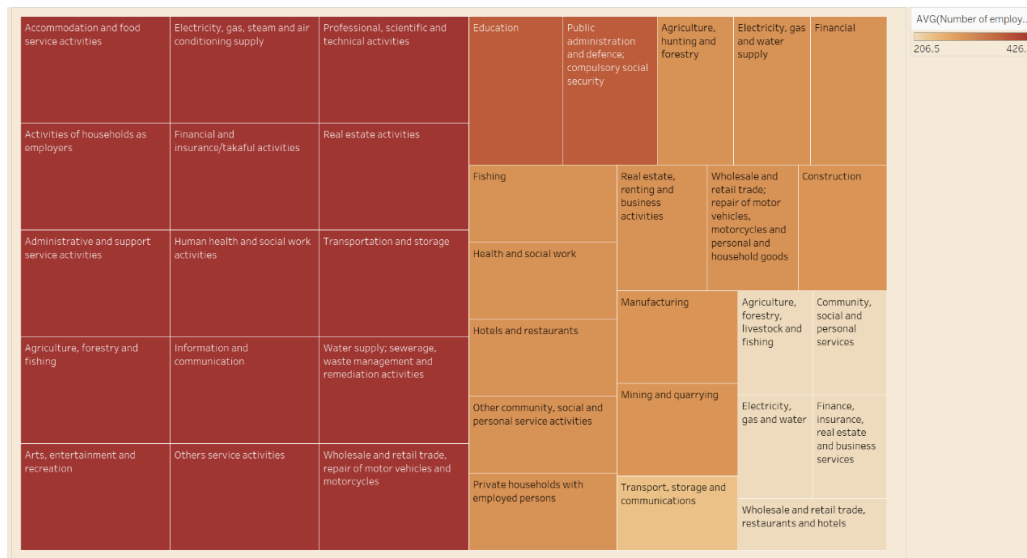 Accommodation and food
service activities
Electricity, gas, steam and air
conditioning supply
Professional, scientific and
technical activities
Activities of households as
employers
Financial and
insurance/takaful activities
Real estate activities
Administrative and support
service activities
Human health and social work
activities
Transportation and storage
Agriculture, forestry and
fishing
Information and
communication
Water supply; sewerage,
waste management and
remediation activities
Arts, entertainment and
recreation
Others service activities
Wholesale and retail trade,
repair of motor vehicles and
motorcycles
Education
Public
administration
and defence;
compulsory social
security
Agriculture,
hunting and
forestry
Electricity, gas
and water
supply
Financial
Fishing
Health and social work
Hotels and restaurants
Other community, social and
personal service activities
Private households with
employed persons
Real estate,
renting and
business
activities
Wholesale and
retail trade;
repair of motor
vehicles,
motorcycles and
personal and
household goods
Construction
Manufacturing
Mining and quarrying
Transport, storage and
communications
Agriculture,
forestry,
livestock and
fishing
Community,
social and
personal
services
Electricity,
gas and water
Finance,
insurance,
real estate
and business
services
Wholesale and retail trade,
restaurants and hotels
AVG(Number of employ..
206.5 426.